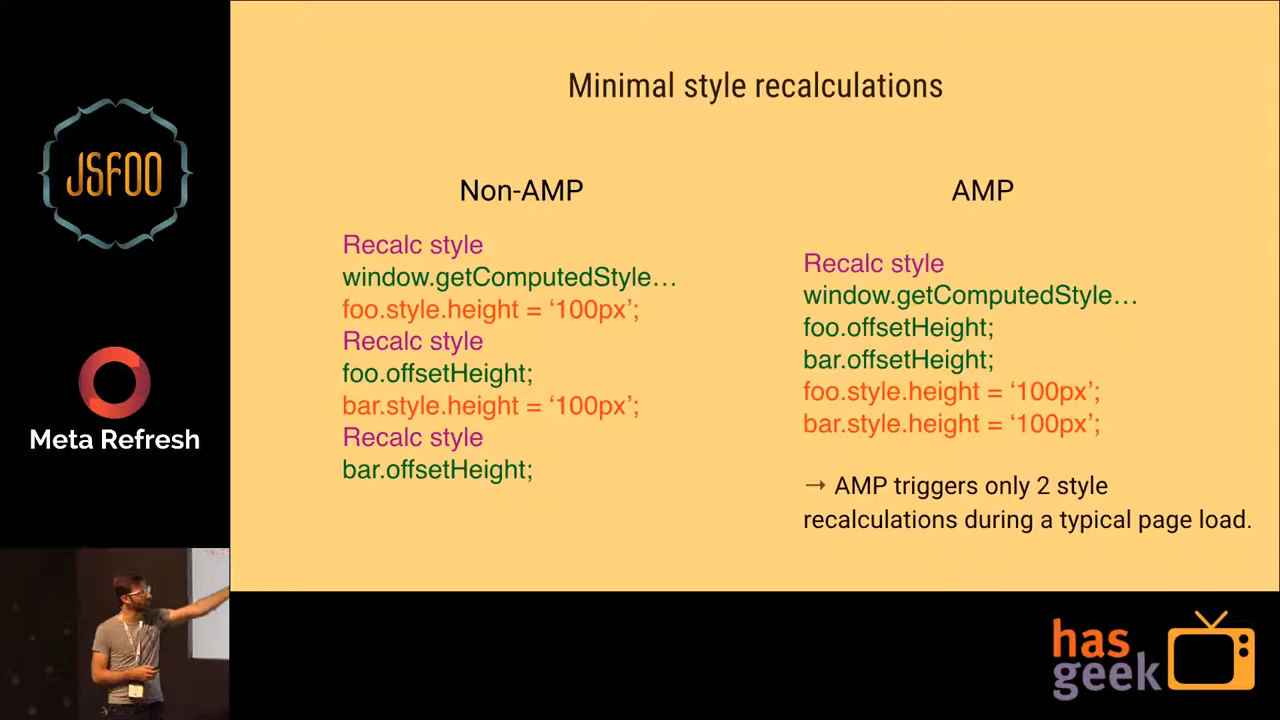 JSFOO
Meta Refresh
Minimal style recalculations
Non-AMP
Recalc style
window.getComputedStyle…
foo.style.height = ‘100px’;
Recalc style
foo.offsetHeight;
bar.style.height = ‘100px’;
Recalc style
bar.offsetHeight;
AMP
Recalc style
window.getComputedStyle…
foo.offsetHeight;
bar.offsetHeight;
foo.style.height = ‘100px’;
bar.style.height = ‘100px’;
→ AMP triggers only 2 style
recalculations during a typical page load.
has
geek